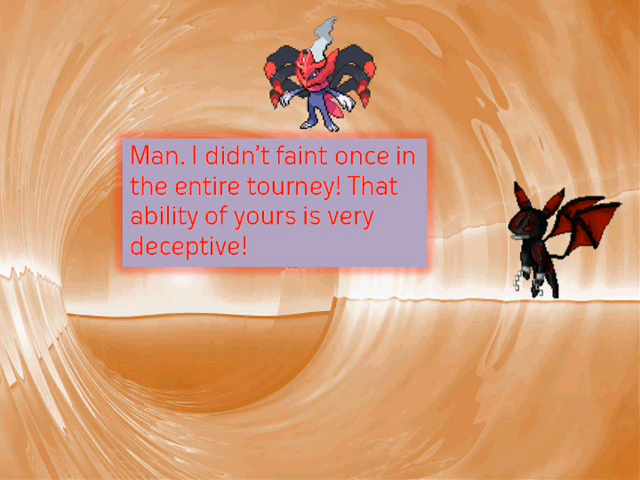 Man. I didn't faint once in
the entire tourney! That
ability of yours is very
deceptive!